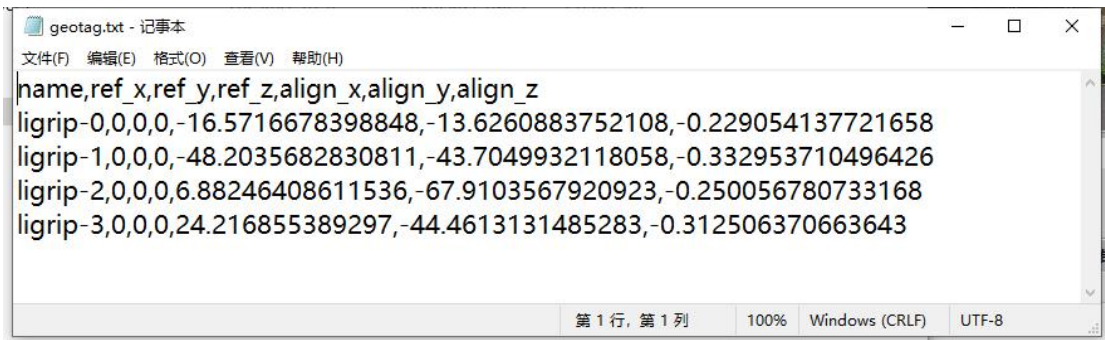 geotag.txt - 记事本
文件(F) 编辑(E) 格式(O) 查看(V) 帮助(H)
name,ref_x,ref_y,ref_z,align_x,align_y,align_z
ligrip-0,0,0,0,-16.5716678398848,-13.6260883752108,-0.229054137721658
ligrip-1,0,0,0,-48.2035682830811,-43.7049932118058,-0.332953710496426
ligrip-2,0,0,0,6.88246408611536,-67.9103567920923,-0.250056780733168
ligrip-3,0,0,0,24.216855389297,-44.4613131485283,-0.312506370663643
第 1 行, 第 1 列 100% Windows (CRLF) UTF-8